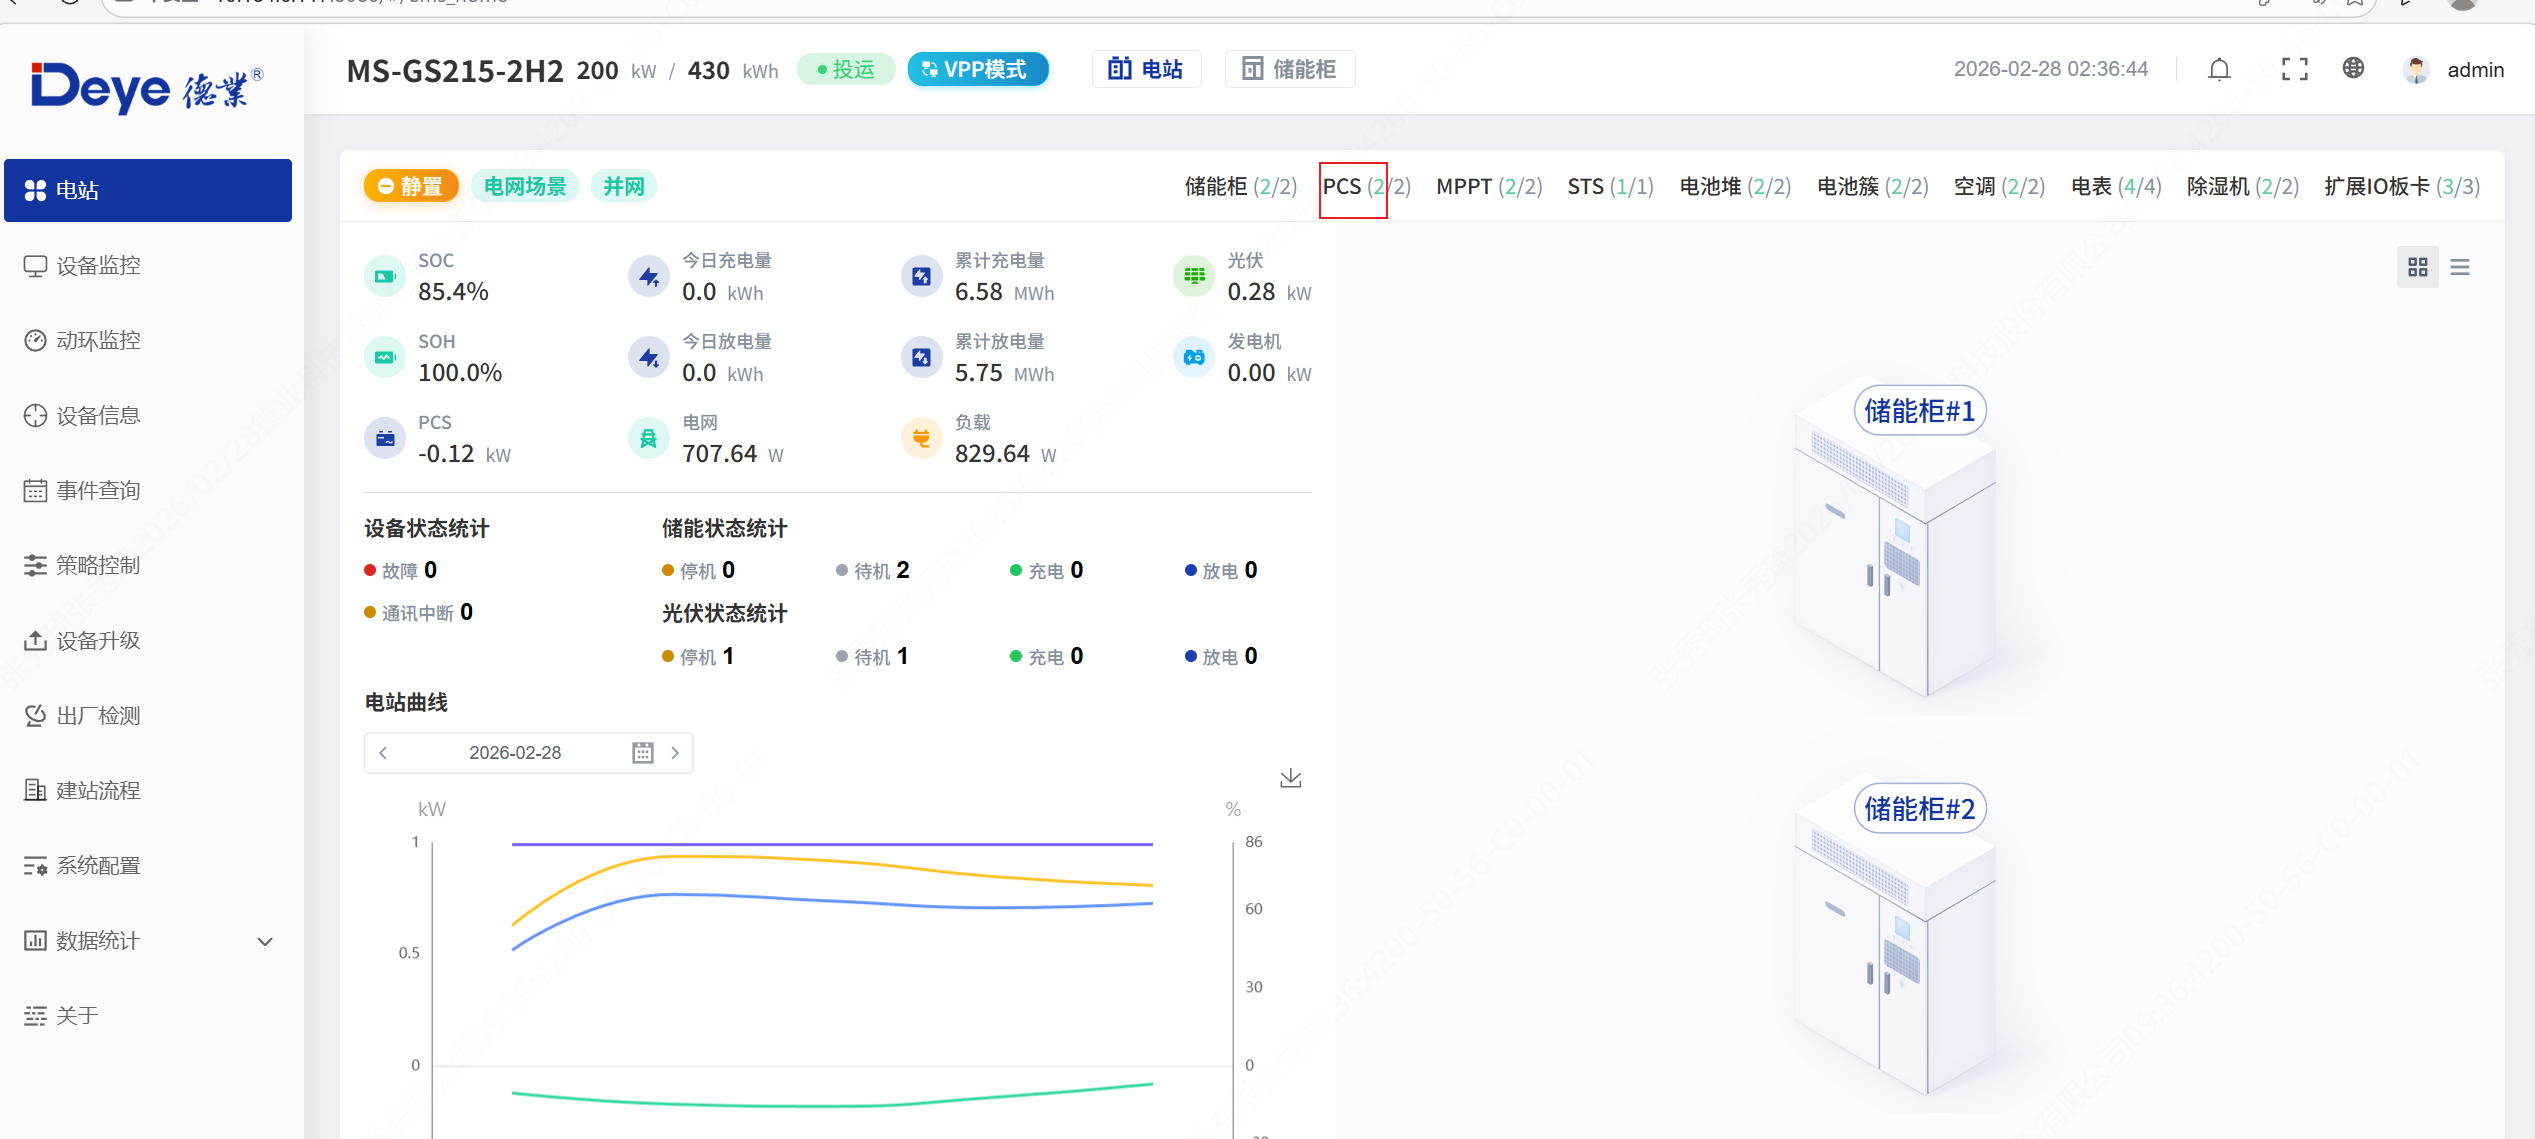 Deye 德業®
MS-GS215-2H2 200 kW / 430 kWh 投运 VPP模式 电站 储能柜 2026-02-28 02:36:44 admin
电站
设备监控
动环监控
设备信息
事件查询
策略控制
设备升级
出厂检测
建站流程
系统配置
数据统计
关于
静置 电网场景 并网 储能柜 (2/2) PCS (2/2) MPPT (2/2) STS (1/1) 电池堆 (2/2) 电池簇 (2/2) 空调 (2/2) 电表 (4/4) 除湿机 (2/2) 扩展IO板卡 (3/3)
SOC 今日充电量 累计充电量 光伏
85.4% 0.0 kWh 6.58 MWh 0.28 kW
SOH 今日放电量 累计放电量 发电机
100.0% 0.0 kWh 5.75 MWh 0.00 kW
PCS 电网 负载
-0.12 kW 707.64 W 829.64 W
设备状态统计 储能状态统计
故障 0 停机 0 待机 2 充电 0 放电 0
通讯中断 0 光伏状态统计
停机 1 待机 1 充电 0 放电 0
电站曲线
2026-02-28
kW %
1 86
60
0.5
30
0 0
储能柜#1
储能柜#2